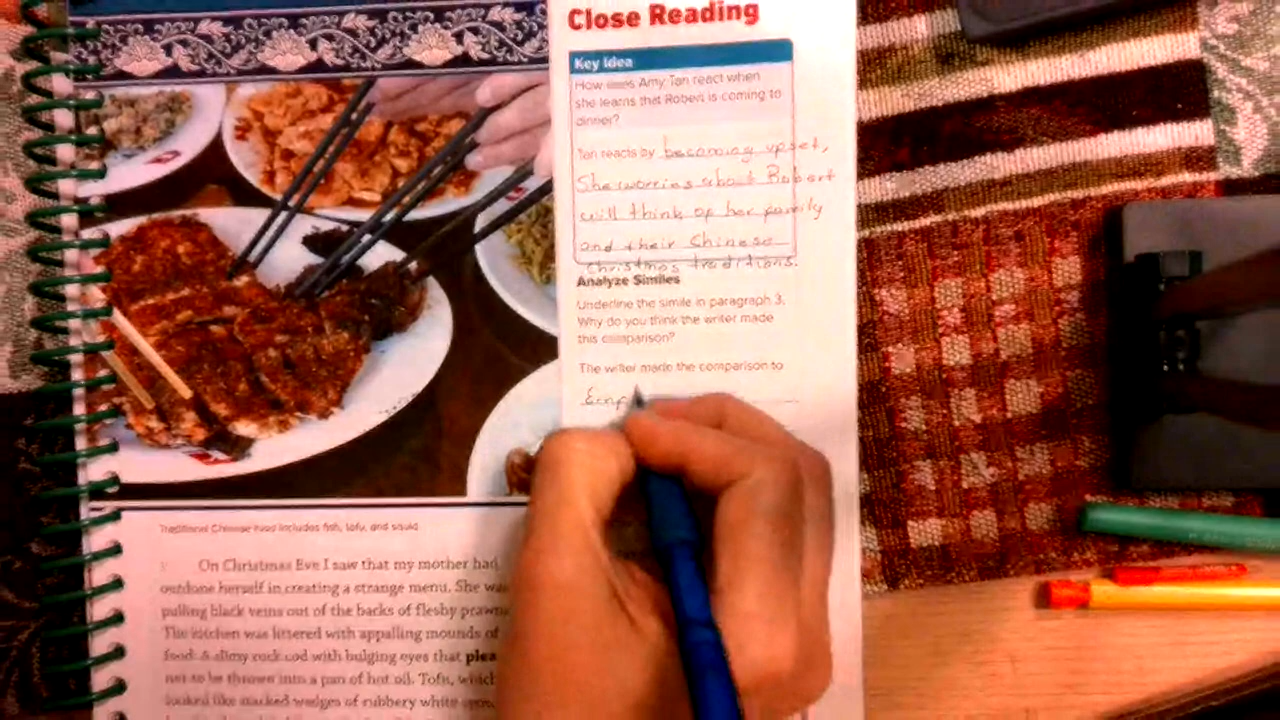 Close Reading
Key Idea
How does Amy Tan react when
she learns that Robert is coming to
dinner?
Tan reacts by becoming upset,
She worries about Robert
will think of her family
and their Chinese
Christmas traditions.
Analyze Similes
Underline the simile in paragraph 3.
Why do you think the writer made
this comparison?
The writer made the comparison to
Emp
Traditional Chinese food includes fish, tofu, and squid.
3 On Christmas Eve I saw that my mother had
outdone herself in creating a strange menu. She was
pulling black veins out of the backs of fleshy prawns
The kitchen was littered with appalling mounds of
food: A slimy rock cod with bulging eyes that plea
not to be thrown into a pan of hot oil. Tofu, which
looked like stacked wedges of rubbery white spon